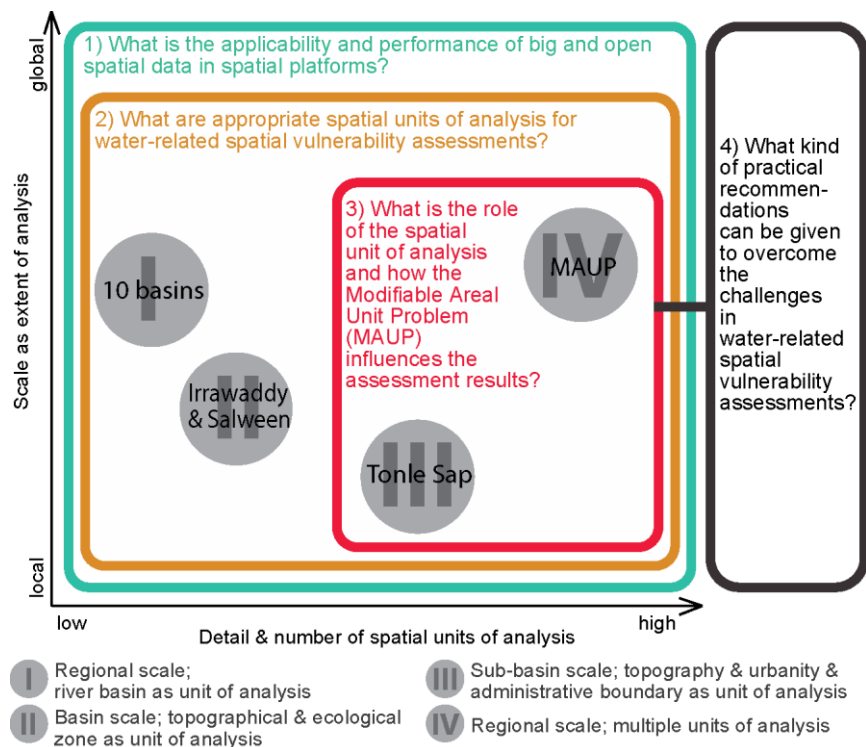 global
Scale as extent of analysis
local
1) What is the applicability and performance of big and open
spatial data in spatial platforms?
2) What are appropriate spatial units of analysis for
water-related spatial vulnerability assessments?
3) What is the role
of the spatial
unit of analysis
and how the
Modifiable Areal
Unit Problem
(MAUP)
influences the
assessment results?
I
10 basins
II
Irrawaddy
& Salween
III
Tonle Sap
IV
MAUP
4) What kind
of practical
recommen-
dations
can be given
to overcome
the
challenges
in
water-related
spatial
vulnerability
assessments?
low
high
Detail & number of spatial units of analysis
I
Regional scale;
river basin as unit of analysis
II
Basin scale; topographical & ecological
zone as unit of analysis
III
Sub-basin scale; topography & urbanity &
administrative boundary as unit of analysis
IV
Regional scale; multiple units of analysis